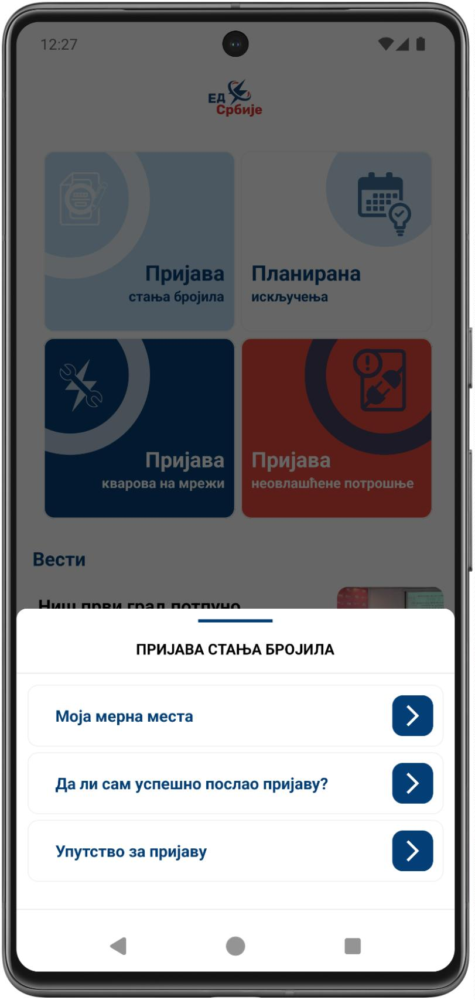 12:27
ЕД
Србије
Пријава
стања бројила
Планирана
искључења
Пријава
кварова на мрежи
Пријава
неовлашћене потрошње
Вести
Ниш први град потпуно
ПРИЈАВА СТАЊА БРОЈИЛА
Моја мерна места
Да ли сам успешно послао пријаву?
Упутство за пријаву